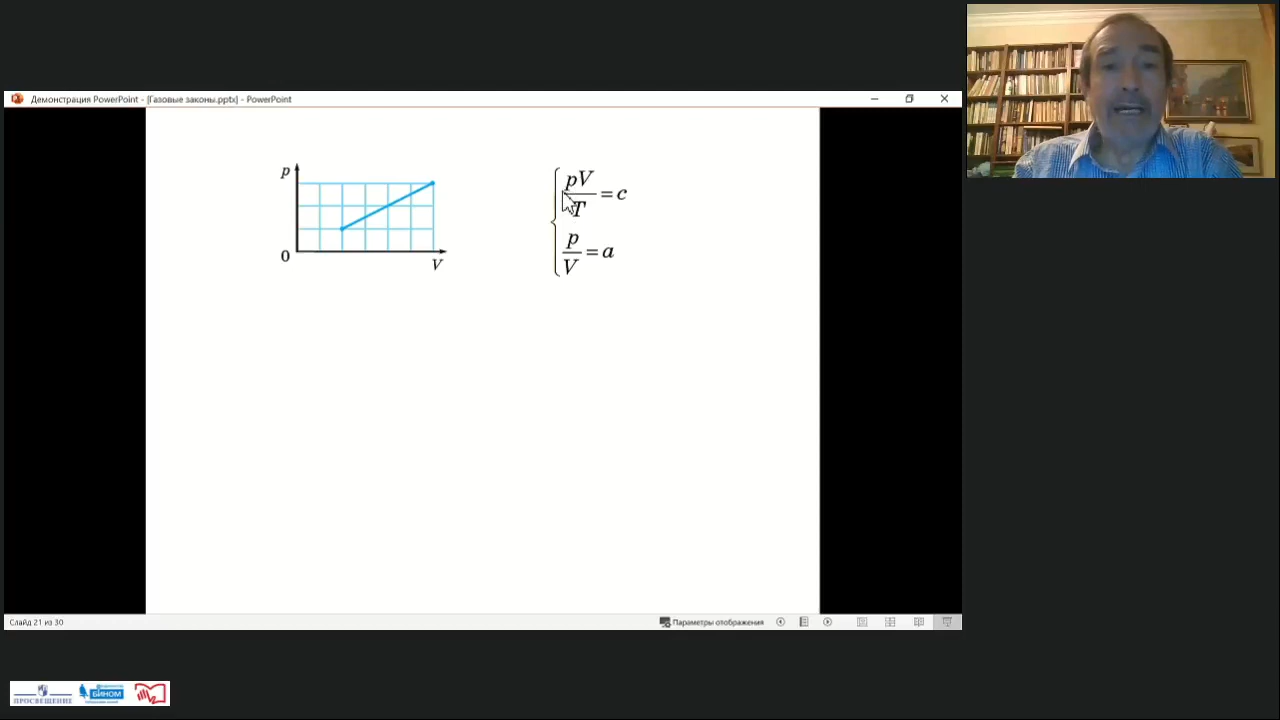 Демонстрация PowerPoint - [Газовые законы.pptx] - PowerPoint
p
0
V
pV
T
= c
p
V
= a
Слайд 21 из 30
Параметры отображения
ПРОСВЕЩЕНИЕ
БИНОМ